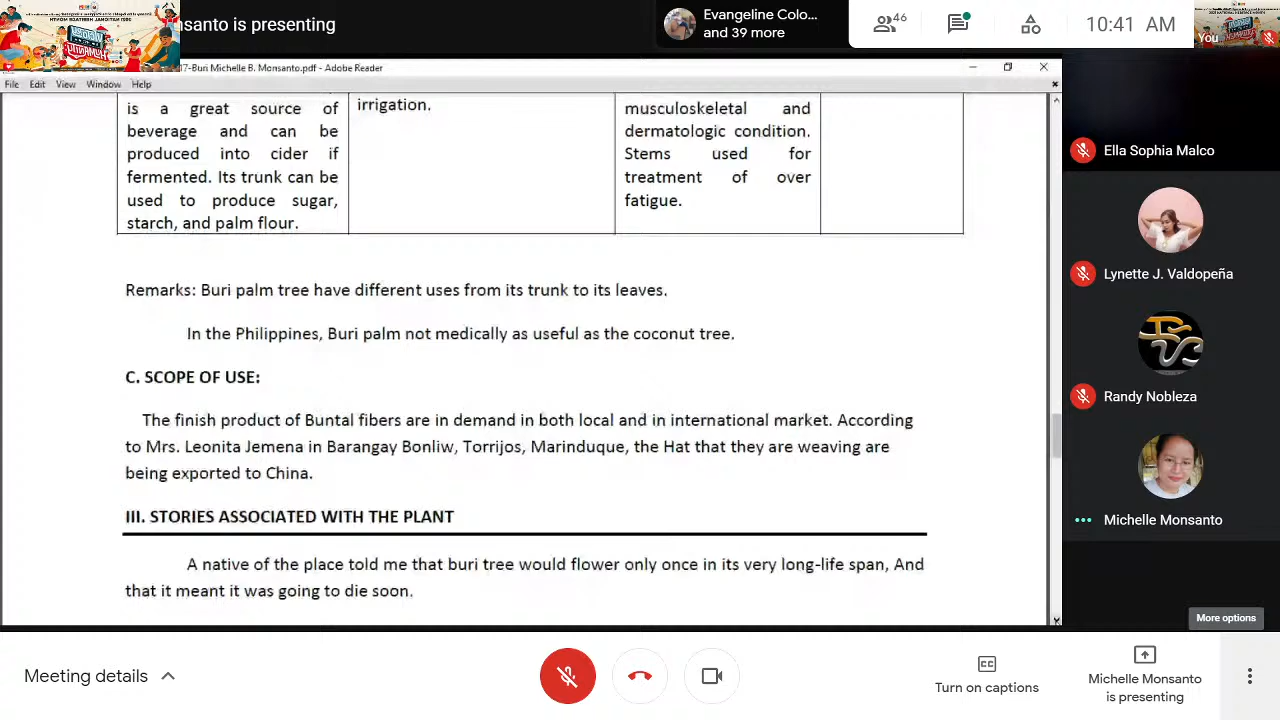 nsanto is presenting
Evangeline Colo...
and 39 more
46
10:41 AM
You
17-Buri Michelle B. Monsanto.pdf - Adobe Reader
File Edit View Window Help
is a great source of
beverage and can be
produced into cider if
fermented. Its trunk can be
used to produce sugar,
starch, and palm flour.
irrigation.
musculoskeletal and
dermatologic condition.
Stems used for
treatment of over
fatigue.
Remarks: Buri palm tree have different uses from its trunk to its leaves.
In the Philippines, Buri palm not medically as useful as the coconut tree.
C. SCOPE OF USE:
The finish product of Buntal fibers are in demand in both local and in international market. According
to Mrs. Leonita Jemena in Barangay Bonliw, Torrijos, Marinduque, the Hat that they are weaving are
being exported to China.
III. STORIES ASSOCIATED WITH THE PLANT
A native of the place told me that buri tree would flower only once in its very long-life span, And
that it meant it was going to die soon.
Ella Sophia Malco
Lynette J. Valdopeña
Randy Nobleza
Michelle Monsanto
More options
Meeting details
Turn on captions
Michelle Monsanto
is presenting